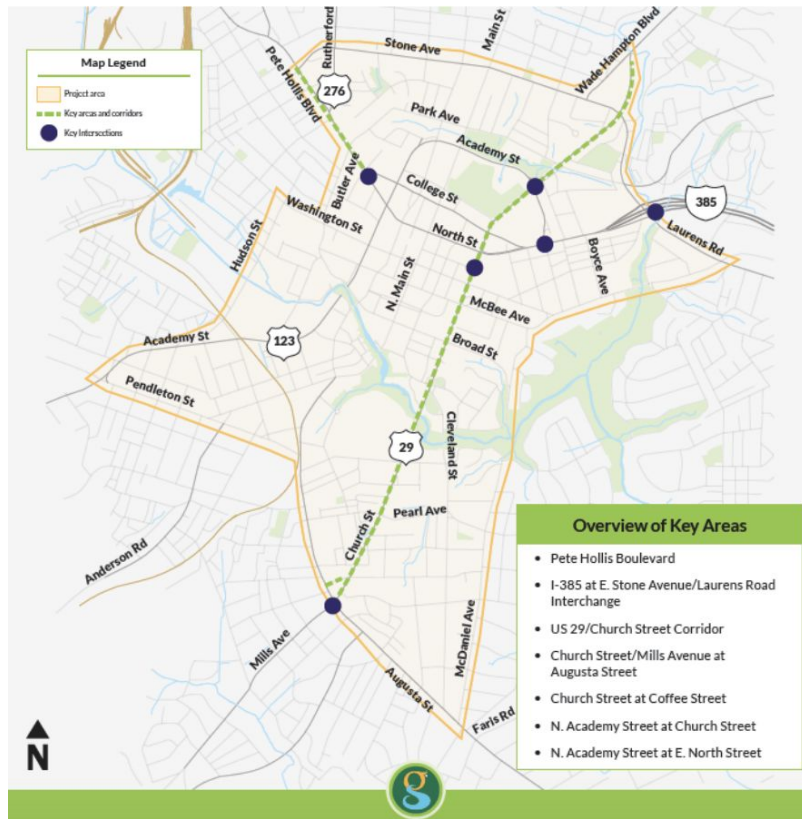 Map Legend
Project area
Key areas and corridors
Key Intersections
Pete Hollis Blvd
Rutherford
276
Stone Ave
Main St
Wade Hampton Blvd
Park Ave
Academy St
Butler Ave
College St
Washington St
North St
385
Laurens Rd
Boyce Ave
Hudson St
N. Main St
McBee Ave
Broad St
Academy St
123
Pendleton St
29
Cleveland St
Church St
Pearl Ave
Anderson Rd
Mills Ave
McDaniel Ave
Augusta St
Faris Rd
Overview of Key Areas
• Pete Hollis Boulevard
• I-385 at E. Stone Avenue/Laurens Road
Interchange
• US 29/Church Street Corridor
• Church Street/Mills Avenue at
Augusta Street
• Church Street at Coffee Street
• N. Academy Street at Church Street
• N. Academy Street at E. North Street
N
g